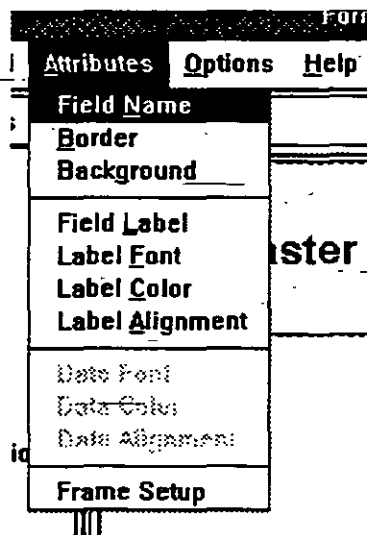 Form
Attributes Options Help
Field Name
Border
Background
Field Label
Label Font
aster
Label Color
Label Alignment
Data Font
Data Color
Data Alignment
Frame Setup